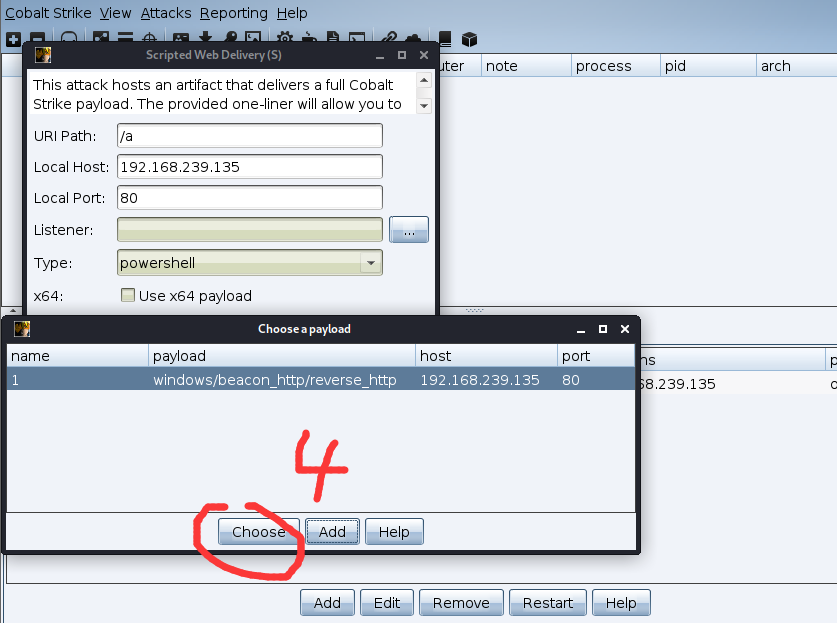 Cobalt Strike View Attacks Reporting Help
Scripted Web Delivery (S)
This attack hosts an artifact that delivers a full Cobalt
Strike payload. The provided one-liner will allow you to
note process pid arch
URI Path: /a
Local Host: 192.168.239.135
Local Port: 80
Listener: ...
Type: powershell
x64: Use x64 payload
Choose a payload
name payload host port
1 windows/beacon_http/reverse_http 192.168.239.135 80
68.239.135
4
Choose Add Help
Add Edit Remove Restart Help